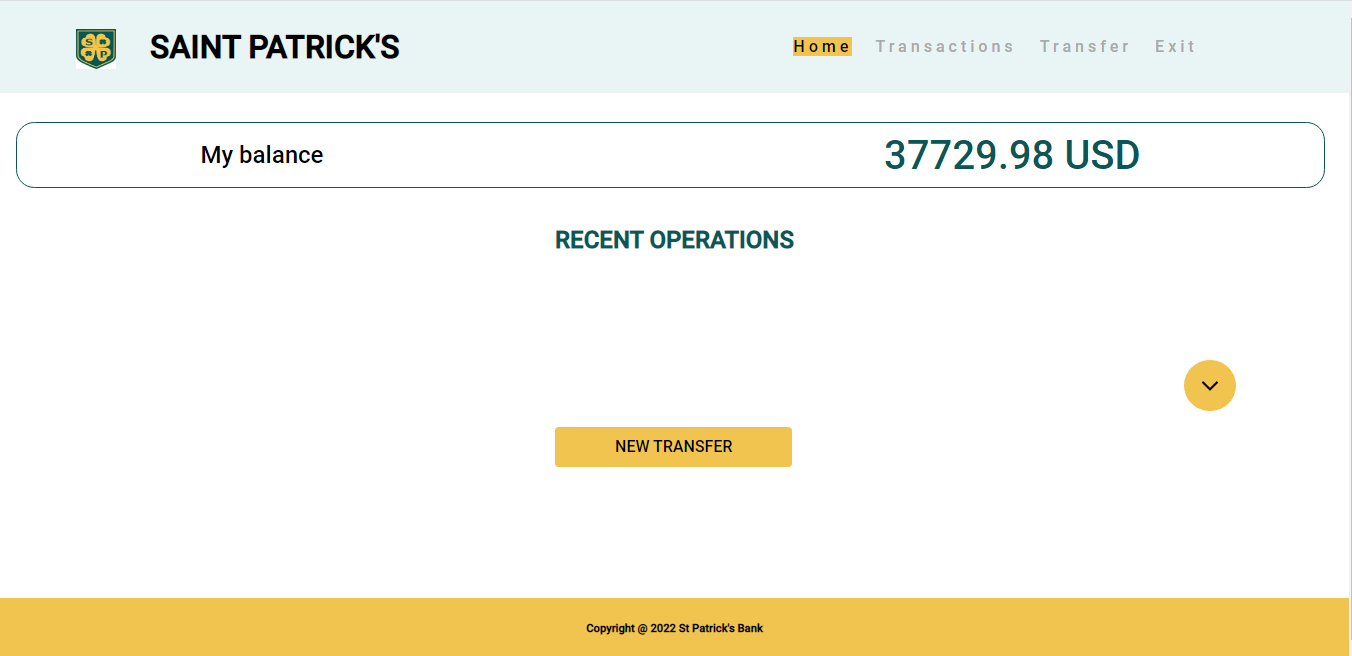 S P
SAINT PATRICK'S
Home Transactions Transfer Exit
My balance 37729.98 USD
RECENT OPERATIONS
NEW TRANSFER
Copyright @ 2022 St Patrick's Bank